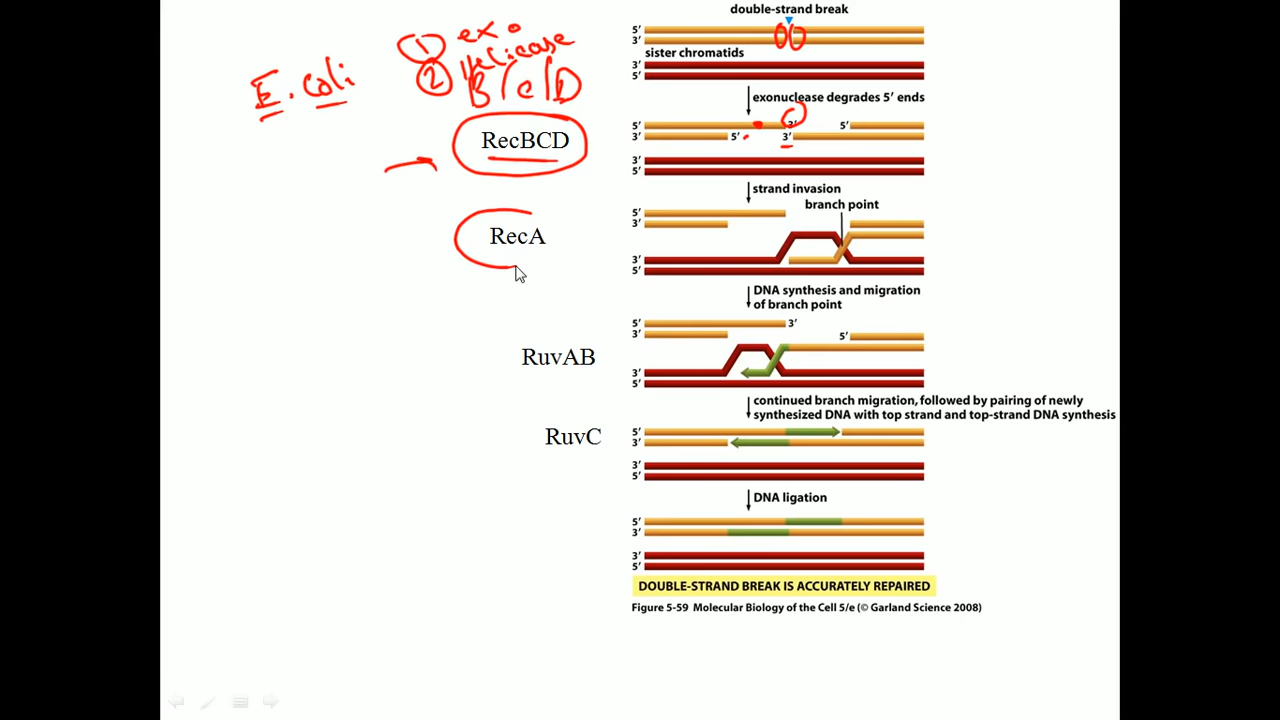 double-strand break
5′
3′
sister chromatids
3′
5′
① exo
② Helicase
E. coli
B/C/D
exonuclease degrades 5′ ends
5′ 3′ 5′
3′ 5′ 3′
RecBCD
3′
5′
strand invasion
branch point
5′
3′
RecA
3′
5′
DNA synthesis and migration
of branch point
5′ 3′
3′ 5′
RuvAB
3′
5′
continued branch migration, followed by pairing of newly
synthesized DNA with top strand and top-strand DNA synthesis
5′
RuvC
3′
3′
5′
DNA ligation
5′
3′
3′
5′
DOUBLE-STRAND BREAK IS ACCURATELY REPAIRED
Figure 5-59 Molecular Biology of the Cell 5/e (© Garland Science 2008)